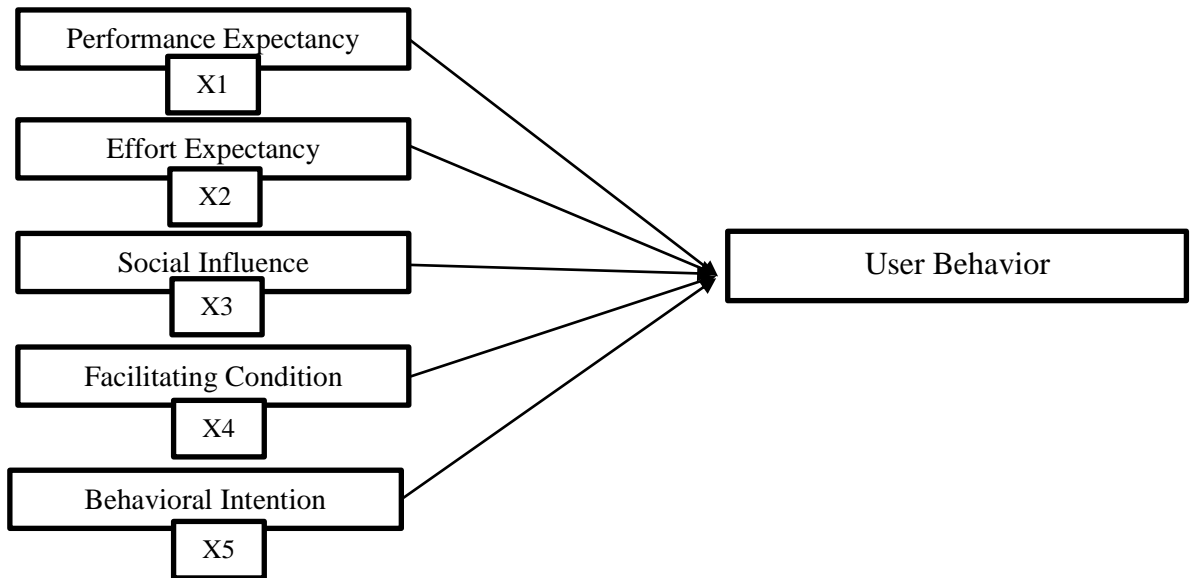 Performance Expectancy
X1
Effort Expectancy
X2
Social Influence
X3
Facilitating Condition
X4
Behavioral Intention
X5
User Behavior